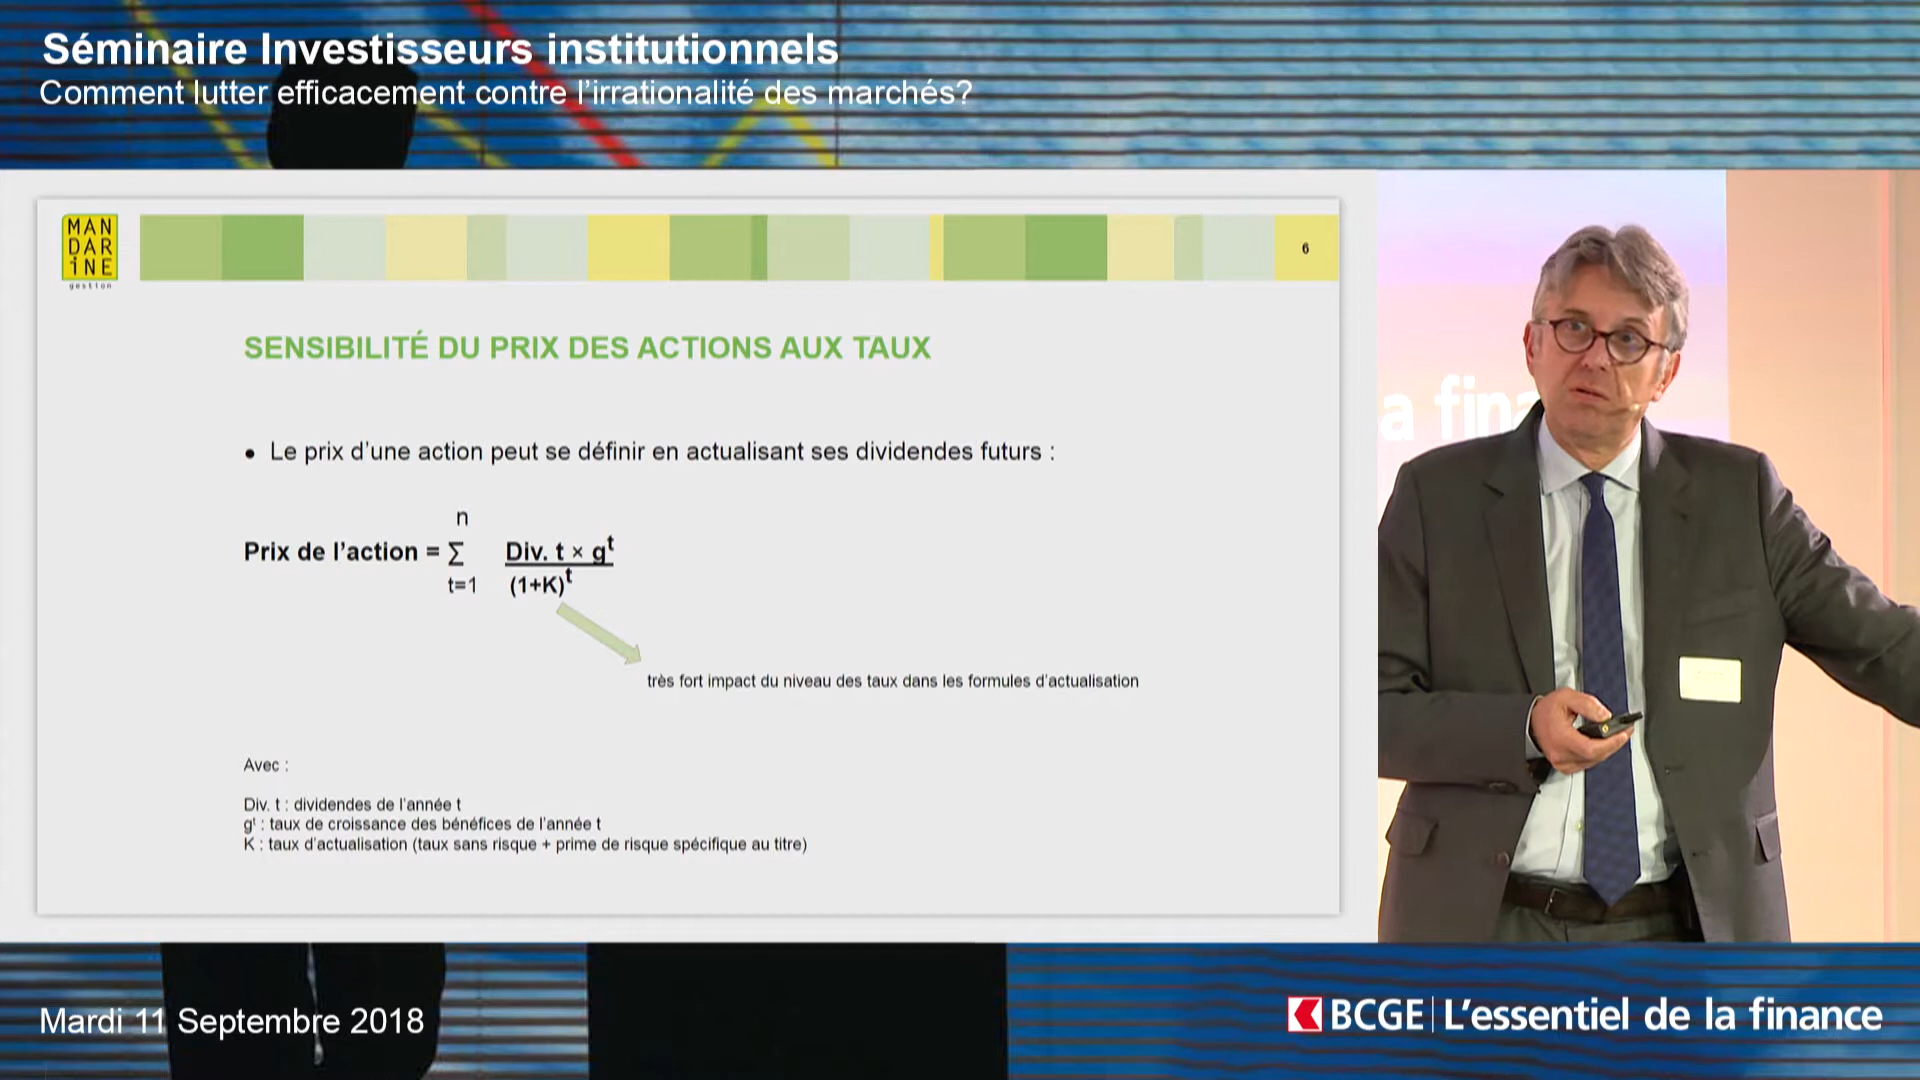 Séminaire Investisseurs institutionnels
Comment lutter efficacement contre l'irrationalité des marchés?
MAN
DAR
iNE
gestion
6
SENSIBILITÉ DU PRIX DES ACTIONS AUX TAUX
• Le prix d'une action peut se définir en actualisant ses dividendes futurs :
n
Prix de l'action = ∑ Div. t × g^t
t=1 (1+K)^t
très fort impact du niveau des taux dans les formules d'actualisation
Avec :
Div. t : dividendes de l'année t
g^t : taux de croissance des bénéfices de l'année t
K : taux d'actualisation (taux sans risque + prime de risque spécifique au titre)
a fina
Mardi 11 Septembre 2018
BCGE | L'essentiel de la finance